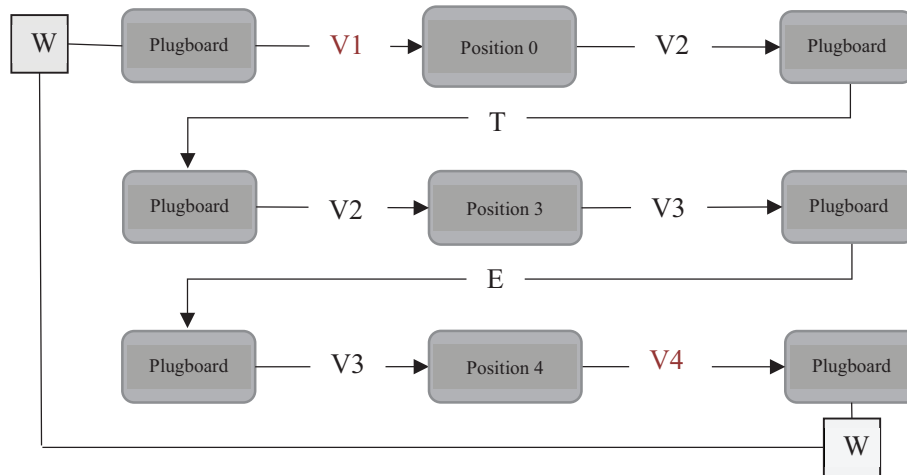 W Plugboard V1 Position 0 V2 Plugboard
T
Plugboard V2 Position 3 V3 Plugboard
E
Plugboard V3 Position 4 V4 Plugboard
W